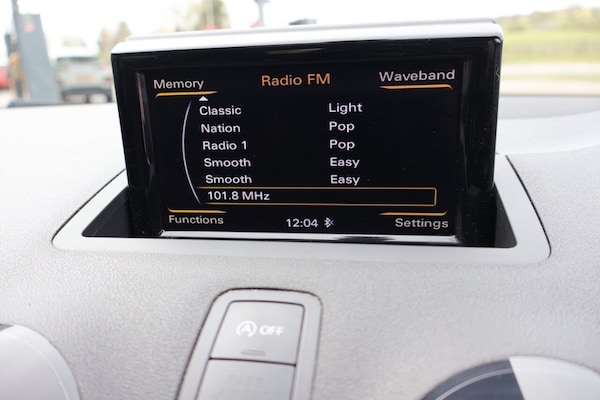 Memory Radio FM Waveband
Classic Light
Nation Pop
Radio 1 Pop
Smooth Easy
Smooth Easy
101.8 MHz
Functions 12:04 Settings
A OFF